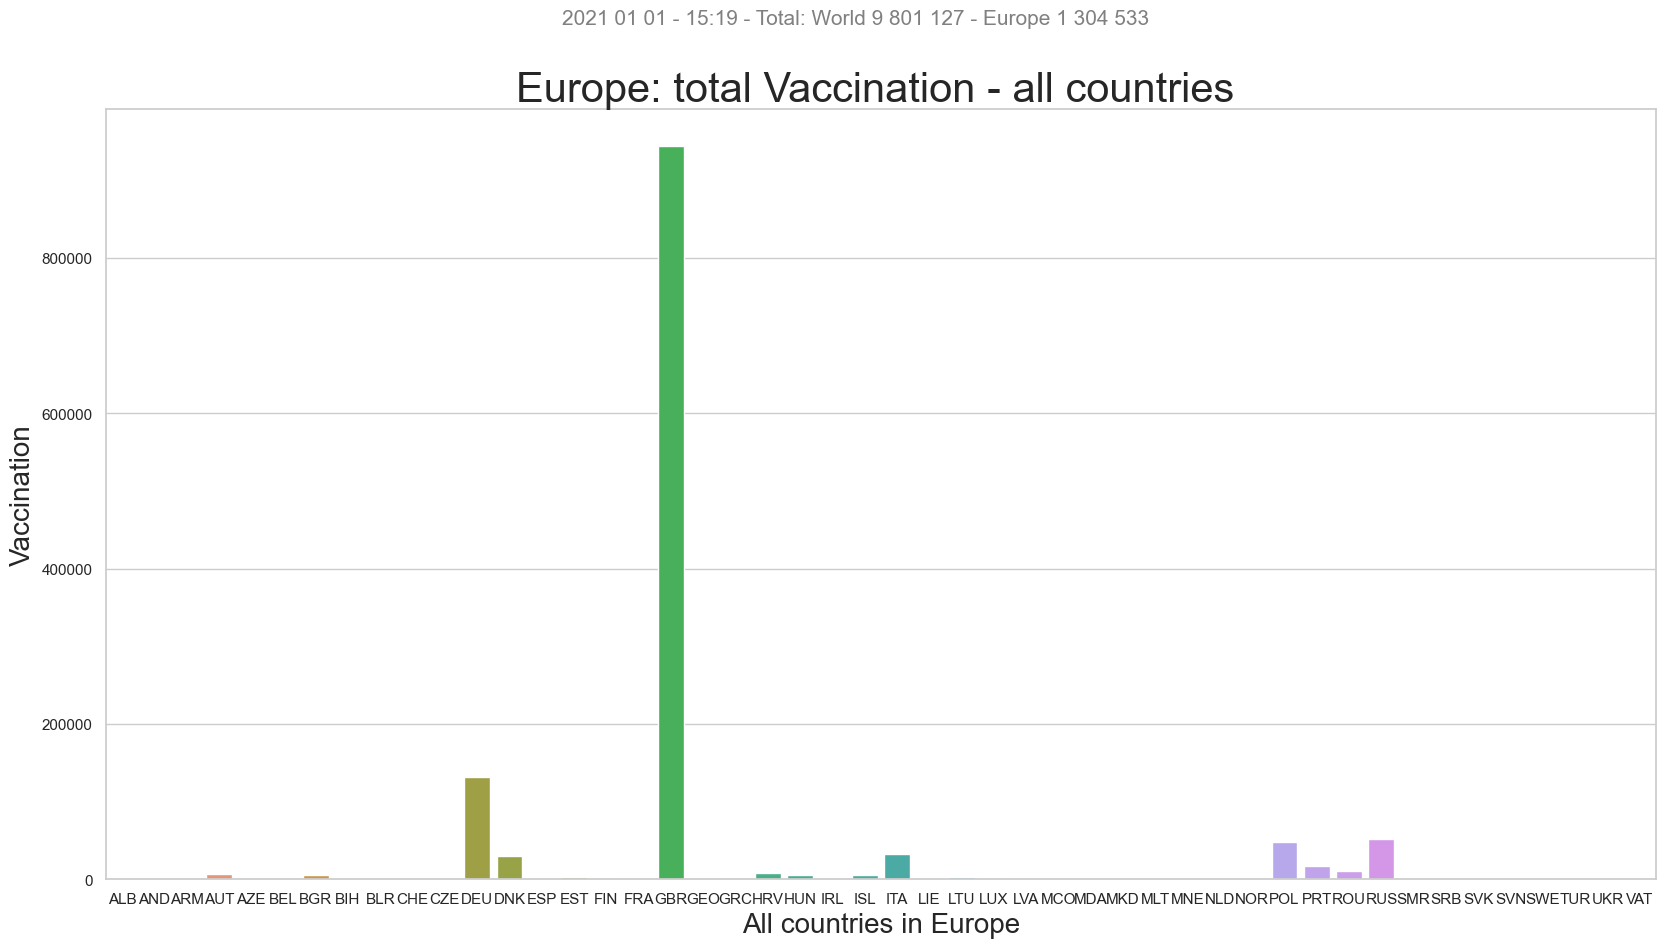 2021 01 01 - 15:19 - Total: World 9 801 127 - Europe 1 304 533
Europe: total Vaccination - all countries
Vaccination
800000
600000
400000
200000
0
ALB AND ARM AUT AZE BEL BGR BIH BLR CHE CZE DEU DNK ESP EST FIN FRA GBR GEO GRC HRV HUN IRL ISL ITA LIE LTU LUX LVA MCO MDA MKD MLT MNE NLD NOR POL PRT ROU RUS SMR SRB SVK SVN SWE TUR UKR VAT
All countries in Europe